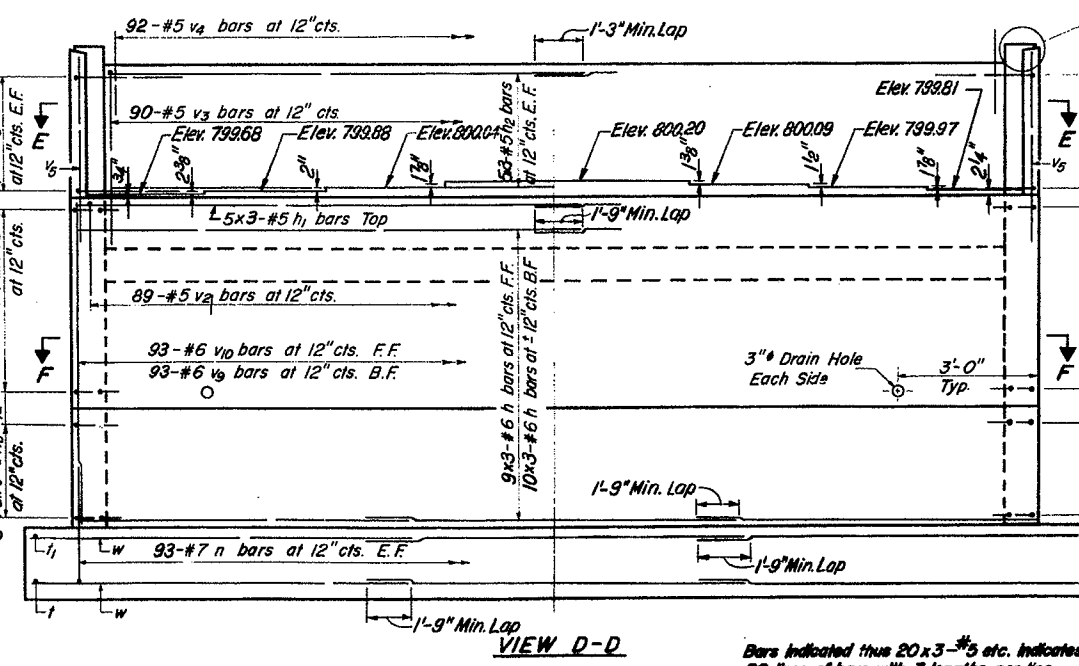 92-#5 v4 bars at 12"cts.
1'-3" Min. Lap
90-#5 v3 bars at 12" cts.
53-#5 h2 bars
at 12"cts. E.F.
at 12"cts. E.F.
E
E
v5
v5
Elev. 799.68
Elev. 799.88
Elev. 800.04
Elev. 800.20
Elev. 800.09
Elev. 799.97
Elev. 799.81
3/4"
2 3/8"
2"
1 7/8"
1 3/8"
1 1/2"
1 7/8"
2 1/4"
5x3-#5 h1 bars Top
1'-9" Min. Lap
at 12"cts.
89-#5 v2 bars at 12"cts.
9x3-#6 h bars at 12"cts. F.F.
10x3-#6 h bars at ±12"cts. B.F.
93-#6 v10 bars at 12"cts. F.F.
93-#6 v9 bars at 12"cts. B.F.
F
F
3"ϕ Drain Hole
Each Side
3'-0"
Typ.
at 12"cts.
1'-9" Min. Lap
t1
w
93-#7 n bars at 12"cts. E.F.
1'-9" Min. Lap
t
w
1'-9" Min. Lap
VIEW D-D
Bars indicated thus 20 x 3-#5 etc. indicates